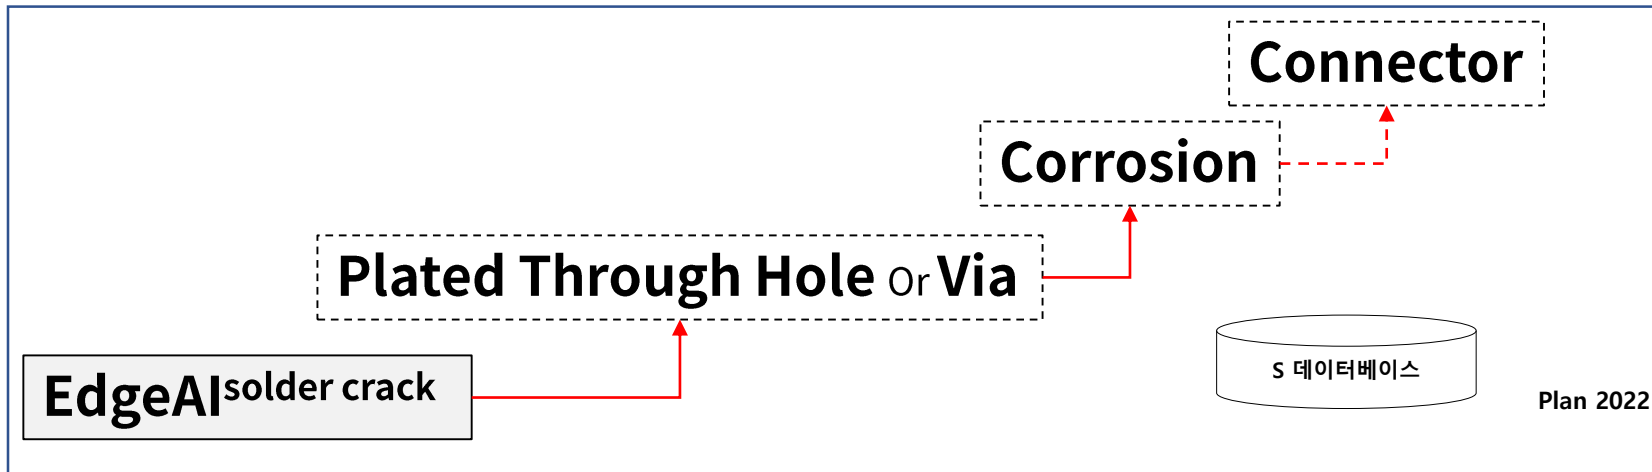 Connector
Corrosion
Plated Through Hole Or Via
S 데이터베이스
EdgeAI solder crack
Plan 2022